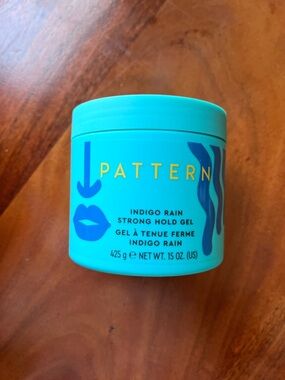 PATTERN
INDIGO RAIN
STRONG HOLD GEL
GEL À TENUE FERME
INDIGO RAIN
425 g ℮ NET WT. 15 OZ. (US)